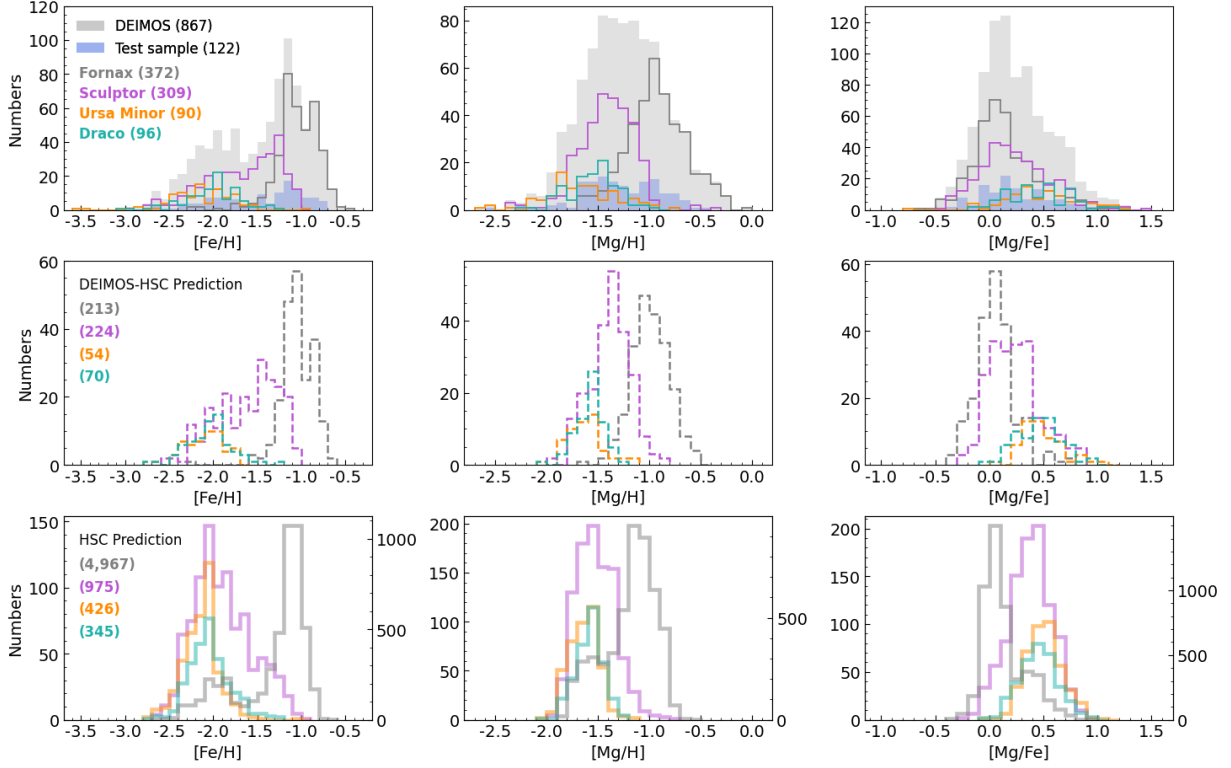 DEIMOS (867)
Test sample (122)
Fornax (372)
Sculptor (309)
Ursa Minor (90)
Draco (96)
Numbers
0 20 40 60 80 100 120
-3.5 -3.0 -2.5 -2.0 -1.5 -1.0 -0.5
[Fe/H]
0 20 40 60 80
-2.5 -2.0 -1.5 -1.0 -0.5 0.0
[Mg/H]
0 20 40 60 80 100 120
-1.0 -0.5 0.0 0.5 1.0 1.5
[Mg/Fe]
DEIMOS-HSC Prediction
(213)
(224)
(54)
(70)
Numbers
0 20 40 60
-3.5 -3.0 -2.5 -2.0 -1.5 -1.0 -0.5
[Fe/H]
0 20 40
-2.5 -2.0 -1.5 -1.0 -0.5 0.0
[Mg/H]
0 20 40 60
-1.0 -0.5 0.0 0.5 1.0 1.5
[Mg/Fe]
HSC Prediction
(4,967)
(975)
(426)
(345)
Numbers
0 50 100 150
-3.5 -3.0 -2.5 -2.0 -1.5 -1.0 -0.5
[Fe/H]
0 500 1000
0 50 100 150 200
-2.5 -2.0 -1.5 -1.0 -0.5 0.0
[Mg/H]
0 500
0 50 100 150 200
-1.0 -0.5 0.0 0.5 1.0 1.5
[Mg/Fe]
0 500 1000